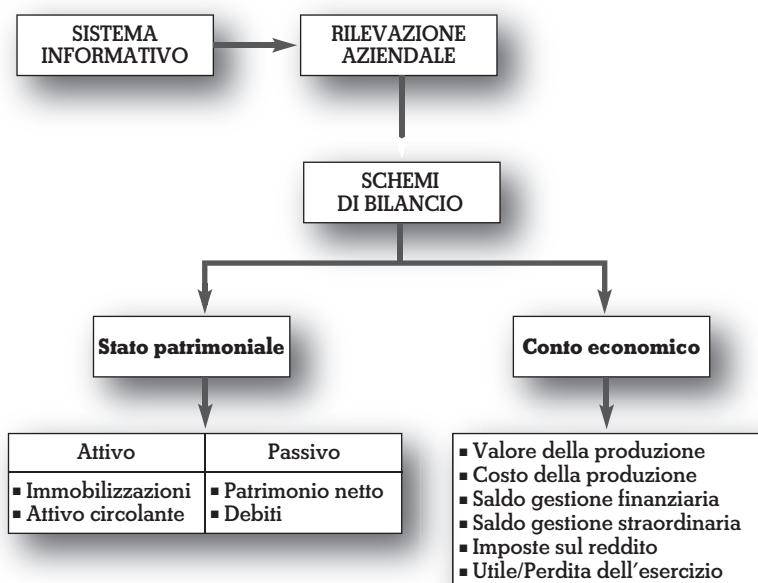 SISTEMA
INFORMATIVO
RILEVAZIONE
AZIENDALE
SCHEMI
DI BILANCIO
Stato patrimoniale
Conto economico
Attivo
Passivo
▪ Immobilizzazioni
▪ Attivo circolante
▪ Patrimonio netto
▪ Debiti
▪ Valore della produzione
▪ Costo della produzione
▪ Saldo gestione finanziaria
▪ Saldo gestione straordinaria
▪ Imposte sul reddito
▪ Utile/Perdita dell'esercizio